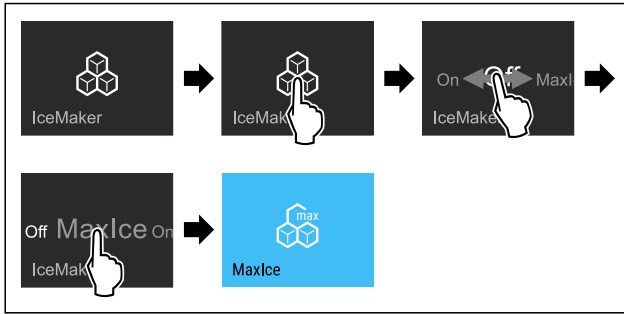 IceMaker
IceMak
On Off MaxI
IceMake
Off MaxIce On
IceMak
max
MaxIce